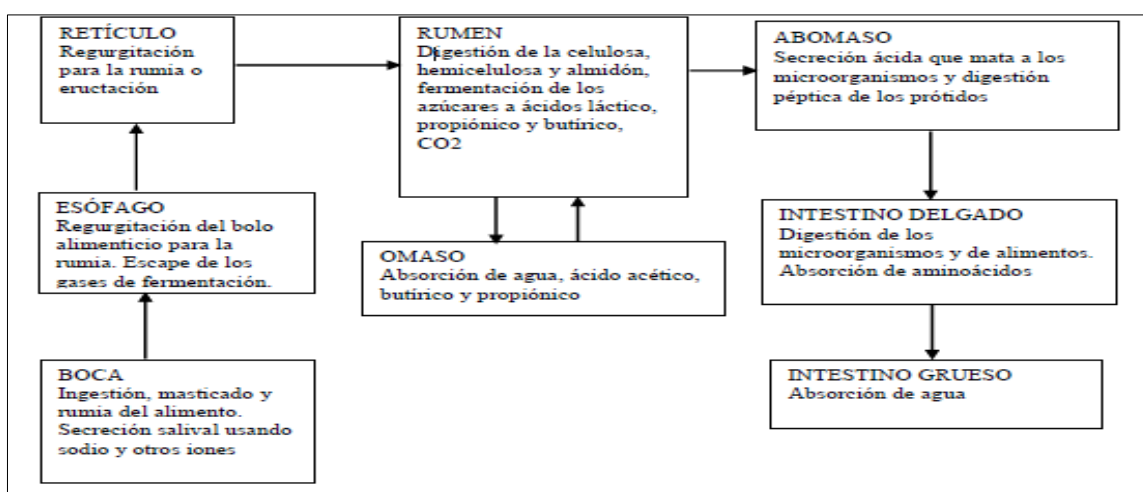 RETÍCULO
Regurgitación
para la rumia o
eructación
RUMEN
Digestión de la celulosa,
hemicelulosa y almidón,
fermentación de los
azúcares a ácidos láctico,
propiónico y butírico,
CO2
ABOMASO
Secreción ácida que mata a los
microorganismos y digestión
péptica de los prótidos
ESÓFAGO
Regurgitación del bolo
alimenticio para la
rumia. Escape de los
gases de fermentación.
OMASO
Absorción de agua, ácido acético,
butírico y propiónico
INTESTINO DELGADO
Digestión de los
microorganismos y de alimentos.
Absorción de aminoácidos
BOCA
Ingestión, masticado y
rumia del alimento.
Secreción salival usando
sodio y otros iones
INTESTINO GRUESO
Absorción de agua